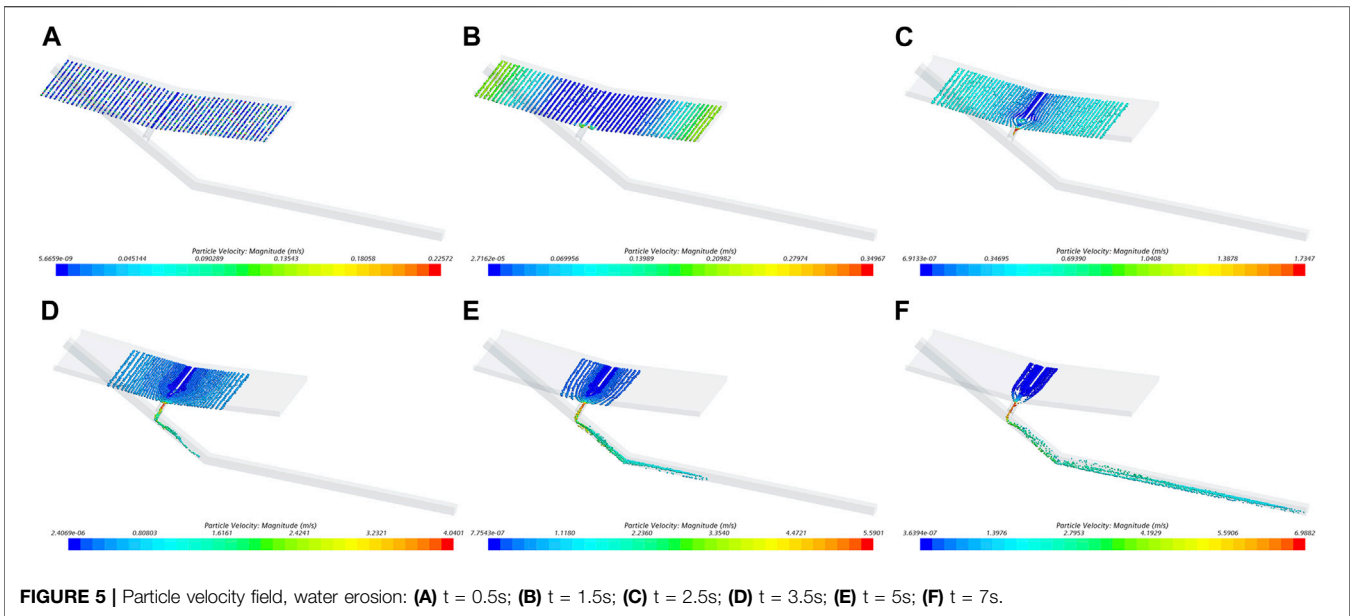 A
B
C
Particle Velocity: Magnitude (m/s)
5.6659e-09 0.045144 0.090289 0.13543 0.18058 0.22572
Particle Velocity: Magnitude (m/s)
2.7162e-05 0.069956 0.13989 0.20982 0.27974 0.34967
Particle Velocity: Magnitude (m/s)
6.9133e-07 0.34695 0.69390 1.0408 1.3878 1.7347
D
E
F
Particle Velocity: Magnitude (m/s)
2.4069e-06 0.80803 1.6161 2.4241 3.2321 4.0401
Particle Velocity: Magnitude (m/s)
7.7543e-07 1.1180 2.2360 3.3540 4.4721 5.5901
Particle Velocity: Magnitude (m/s)
3.6394e-07 1.3976 2.7953 4.1929 5.5906 6.9882
FIGURE 5 | Particle velocity field, water erosion: (A) t = 0.5s; (B) t = 1.5s; (C) t = 2.5s; (D) t = 3.5s; (E) t = 5s; (F) t = 7s.